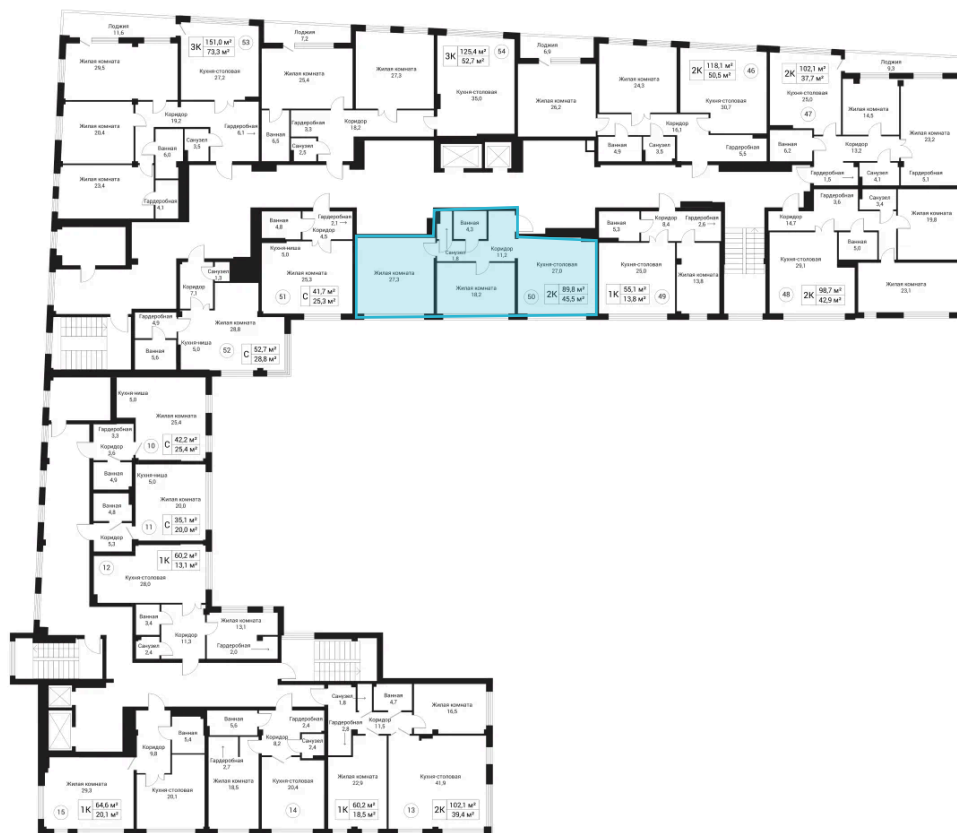 Лоджия
11,6
3К 151,0 м² 73,3 м²
53
Жилая комната
29,5
Кухня-столовая
27,2
Лоджия
7,2
Жилая комната
25,4
Жилая комната
27,3
3К 125,4 м² 52,7 м²
54
Кухня-столовая
35,0
Лоджия
6,9
Жилая комната
26,2
Жилая комната
24,3
2К 118,1 м² 50,5 м²
46
Кухня-столовая
30,7
2К 102,1 м² 37,7 м²
Кухня-столовая
25,0
47
Лоджия
9,3
Жилая комната
14,5
Жилая комната
23,2
Коридор
19,2
Гардеробная
6,1
Жилая комната
20,4
Ванная
6,0
Санузел
3,5
Ванная
6,0
Гардеробная
3,3
Санузел
2,5
Коридор
18,2
Ванная
4,9
Санузел
3,5
Коридор
16,1
Гардеробная
5,5
Ванная
6,2
Коридор
13,2
Санузел
4,1
Гардеробная
1,5
Гардеробная
5,1
Жилая комната
23,4
Гардеробная
14,1
Ванная
4,8
Гардеробная
2,1
Коридор
4,5
Кухня-ниша
5,0
Жилая комната
25,3
51
С 41,7 м² 25,3 м²
Жилая комната
27,3
Санузел
1,8
Ванная
4,3
Коридор
11,2
Жилая комната
18,2
Кухня-столовая
27,0
50
2К 89,8 м² 45,5 м²
Ванная
5,3
Коридор
8,4
Гардеробная
2,6
Кухня-столовая
25,0
Жилая комната
13,8
1К 55,1 м² 13,8 м²
49
Коридор
14,7
Гардеробная
3,6
Санузел
3,4
Ванная
5,0
Жилая комната
19,8
Кухня-столовая
29,1
48
2К 98,7 м² 42,9 м²
Жилая комната
23,1
Санузел
1,3
Коридор
7,1
Гардеробная
4,9
Ванная
5,6
Жилая комната
28,8
Кухня-ниша
5,0
52
С 52,7 м² 28,8 м²
Кухня-ниша
5,0
Жилая комната
25,4
Гардеробная
3,3
Коридор
3,6
10
С 42,2 м² 25,4 м²
Ванная
4,9
Кухня-ниша
5,0
Жилая комната
20,0
Ванная
4,8
11
С 35,1 м² 20,0 м²
Коридор
5,3
12
1К 60,2 м² 13,1 м²
Кухня-столовая
28,0
Ванная
3,4
Санузел
2,4
Коридор
11,3
Жилая комната
13,1
Гардеробная
2,0
Коридор
9,8
Ванная
5,4
Жилая комната
29,3
15
1К 64,6 м² 20,1 м²
Кухня-столовая
20,1
Ванная
5,6
Гардеробная
2,7
Жилая комната
18,5
Коридор
8,2
Гардеробная
2,4
Санузел
2,4
Кухня-столовая
20,4
14
Санузел
1,8
Гардеробная
2,8
Ванная
4,7
Коридор
11,5
Жилая комната
16,5
Жилая комната
22,9
1К 60,2 м² 18,5 м²
Кухня-столовая
41,9
13
2К 102,1 м² 39,4 м²